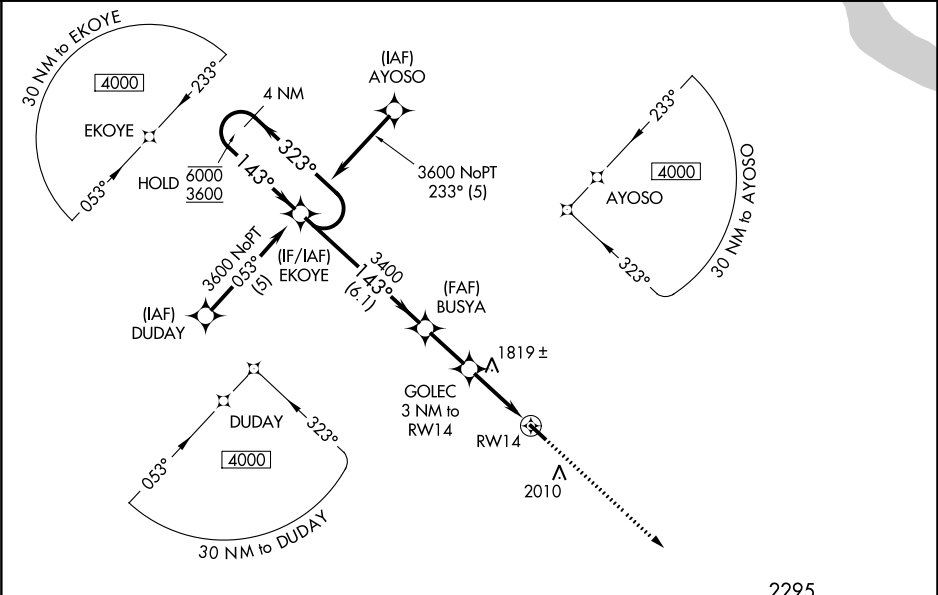 30 NM to EKOYE
4000
233°
EKOYE
053°
(IAF)
AYOSO
4 NM
323°
143°
HOLD
6000
3600
3600 NoPT
233° (5)
233°
4000
AYOSO
323°
30 NM to AYOSO
3600 NoPT
053°
(5)
(IF/IAF)
EKOYE
3400
143°
(6.1)
(IAF)
DUDAY
(FAF)
BUSYA
1819 ±
GOLEC
3 NM to
RW14
RW14
2010
DUDAY
053°
323°
4000
30 NM to DUDAY
2295